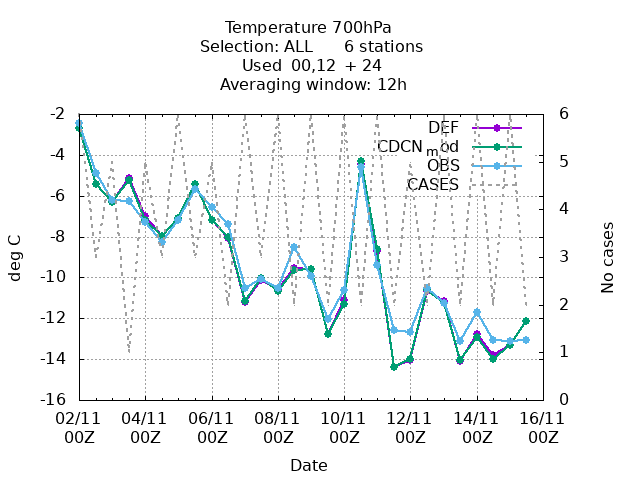 Temperature 700hPa
Selection: ALL 6 stations
Used 00,12 + 24
Averaging window: 12h
-2
-4
-6
-8
-10
-12
-14
-16
6
5
4
3
2
1
0
DEF
CDCN mod
OBS
CASES
deg C
No cases
02/11 04/11 06/11 08/11 10/11 12/11 14/11 16/11
00Z 00Z 00Z 00Z 00Z 00Z 00Z 00Z
Date